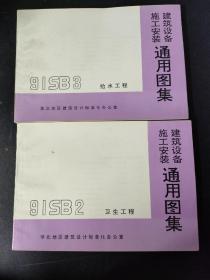 91SB3
给水工程
华北地区建筑设计标准化办公室
建筑设备
施工安装
通用图集
91SB2
卫生工程
华北地区建筑设计标准化办公室
建筑设备
施工安装
通用图集